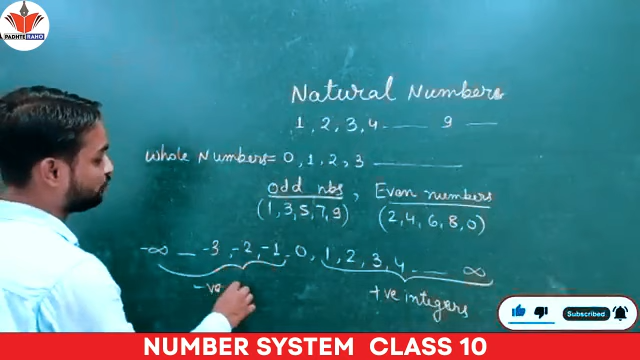 PADHTE RAHO
Natural Numbers
1, 2, 3, 4 —— 9 ——
Whole Numbers = 0, 1, 2, 3 ————
Odd nbs, Even numbers
(1, 3, 5, 7, 9) (2, 4, 6, 8, 0)
-∞ — -3, -2, -1, 0, 1, 2, 3, 4 —— ∞
-ve +ve integers
Subscribed
NUMBER SYSTEM CLASS 10